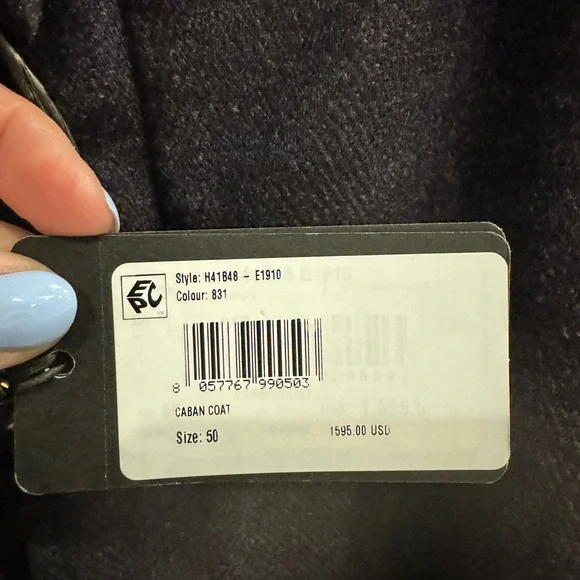 Style: H41B48 - E1910
Colour: 831
8 057767 990503
CABAN COAT
Size: 50
1595.00 USD